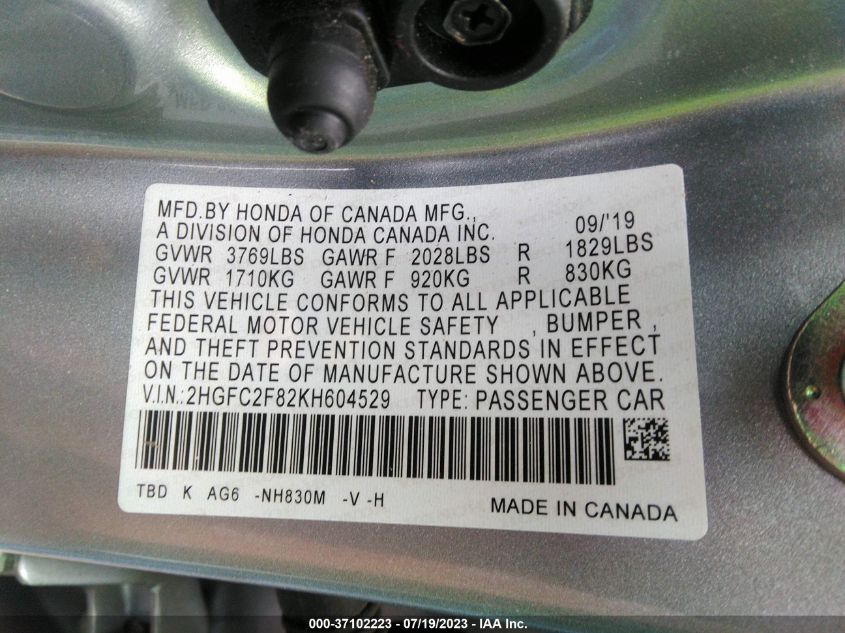 MFD.BY HONDA OF CANADA MFG.,
A DIVISION OF HONDA CANADA INC. 09/'19
GVWR 3769LBS GAWR F 2028LBS R 1829LBS
GVWR 1710KG GAWR F 920KG R 830KG
THIS VEHICLE CONFORMS TO ALL APPLICABLE
FEDERAL MOTOR VEHICLE SAFETY , BUMPER ,
AND THEFT PREVENTION STANDARDS IN EFFECT
ON THE DATE OF MANUFACTURE SHOWN ABOVE.
V.I.N.: 2HGFC2F82KH604529 TYPE: PASSENGER CAR
TBD K AG6 -NH830M -V -H MADE IN CANADA
000-37102223 - 07/19/2023 - IAA Inc.